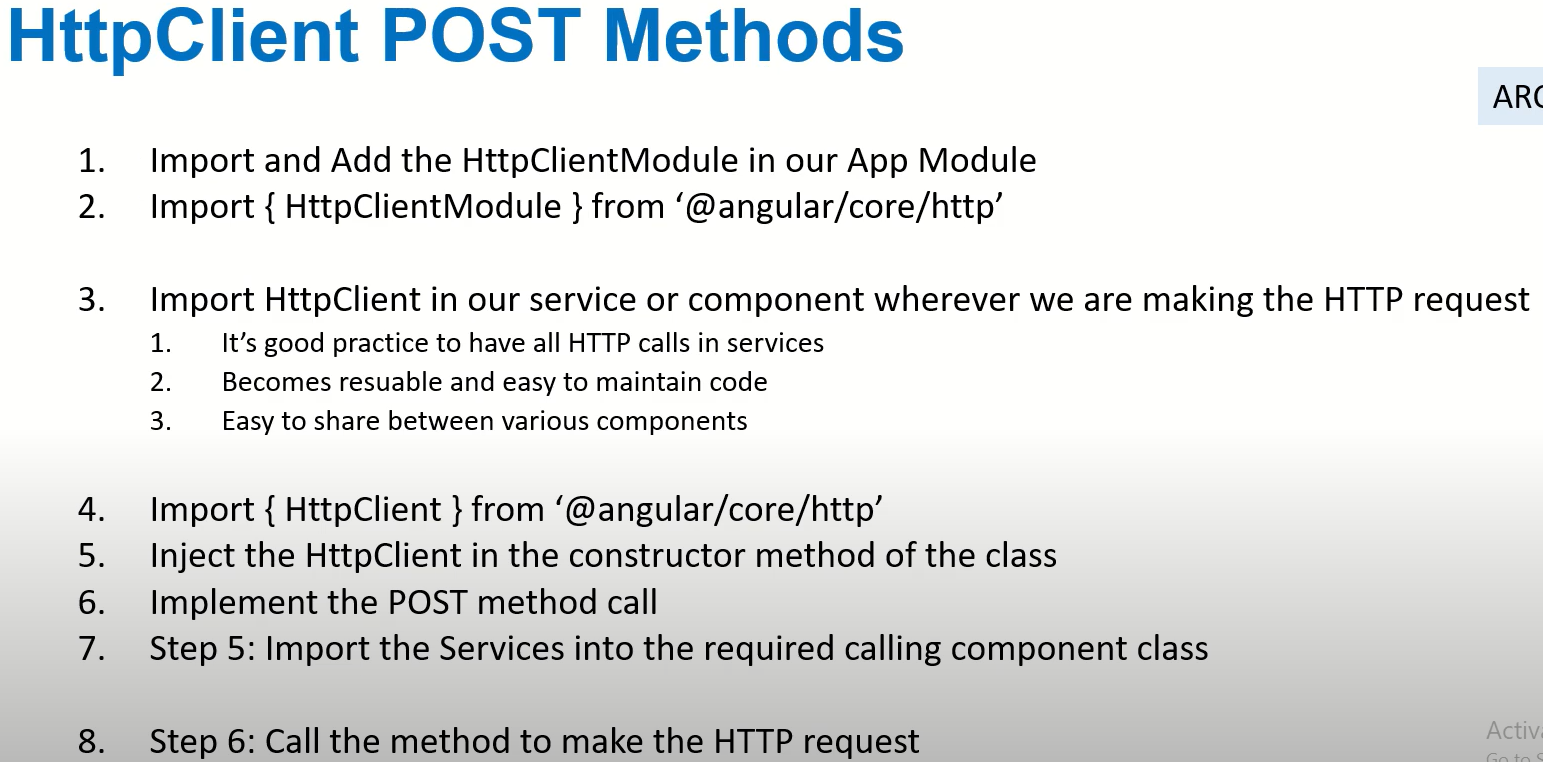 HttpClient POST Methods
ARC
1. Import and Add the HttpClientModule in our App Module
2. Import { HttpClientModule } from ‘@angular/core/http’
3. Import HttpClient in our service or component wherever we are making the HTTP request
1. It’s good practice to have all HTTP calls in services
2. Becomes resuable and easy to maintain code
3. Easy to share between various components
4. Import { HttpClient } from ‘@angular/core/http’
5. Inject the HttpClient in the constructor method of the class
6. Implement the POST method call
7. Step 5: Import the Services into the required calling component class
Activa
8. Step 6: Call the method to make the HTTP request
Go to S